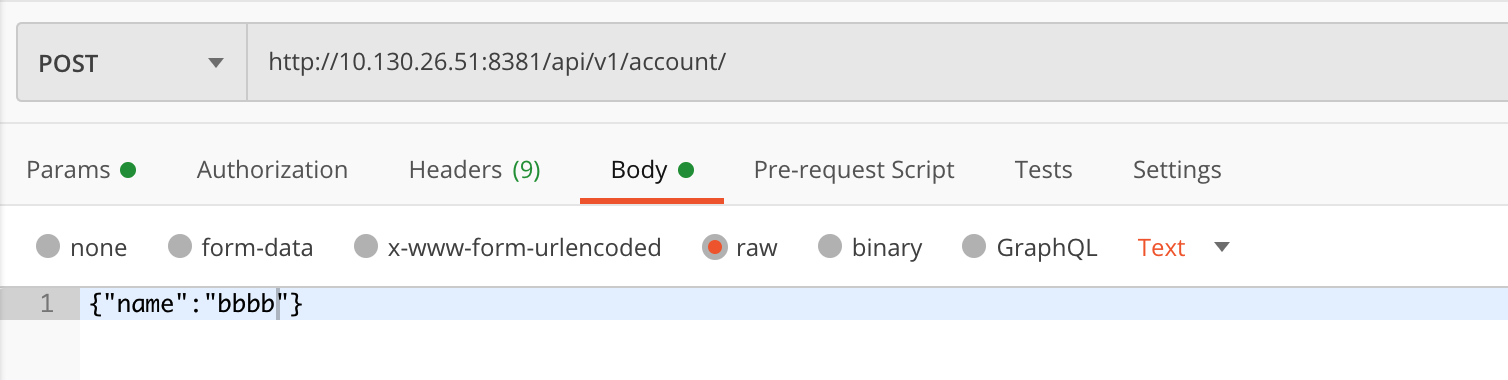 POST http://10.130.26.51:8381/api/v1/account/
Params Authorization Headers (9) Body Pre-request Script Tests Settings
none form-data x-www-form-urlencoded raw binary GraphQL Text
1 {"name":"bbbb"}